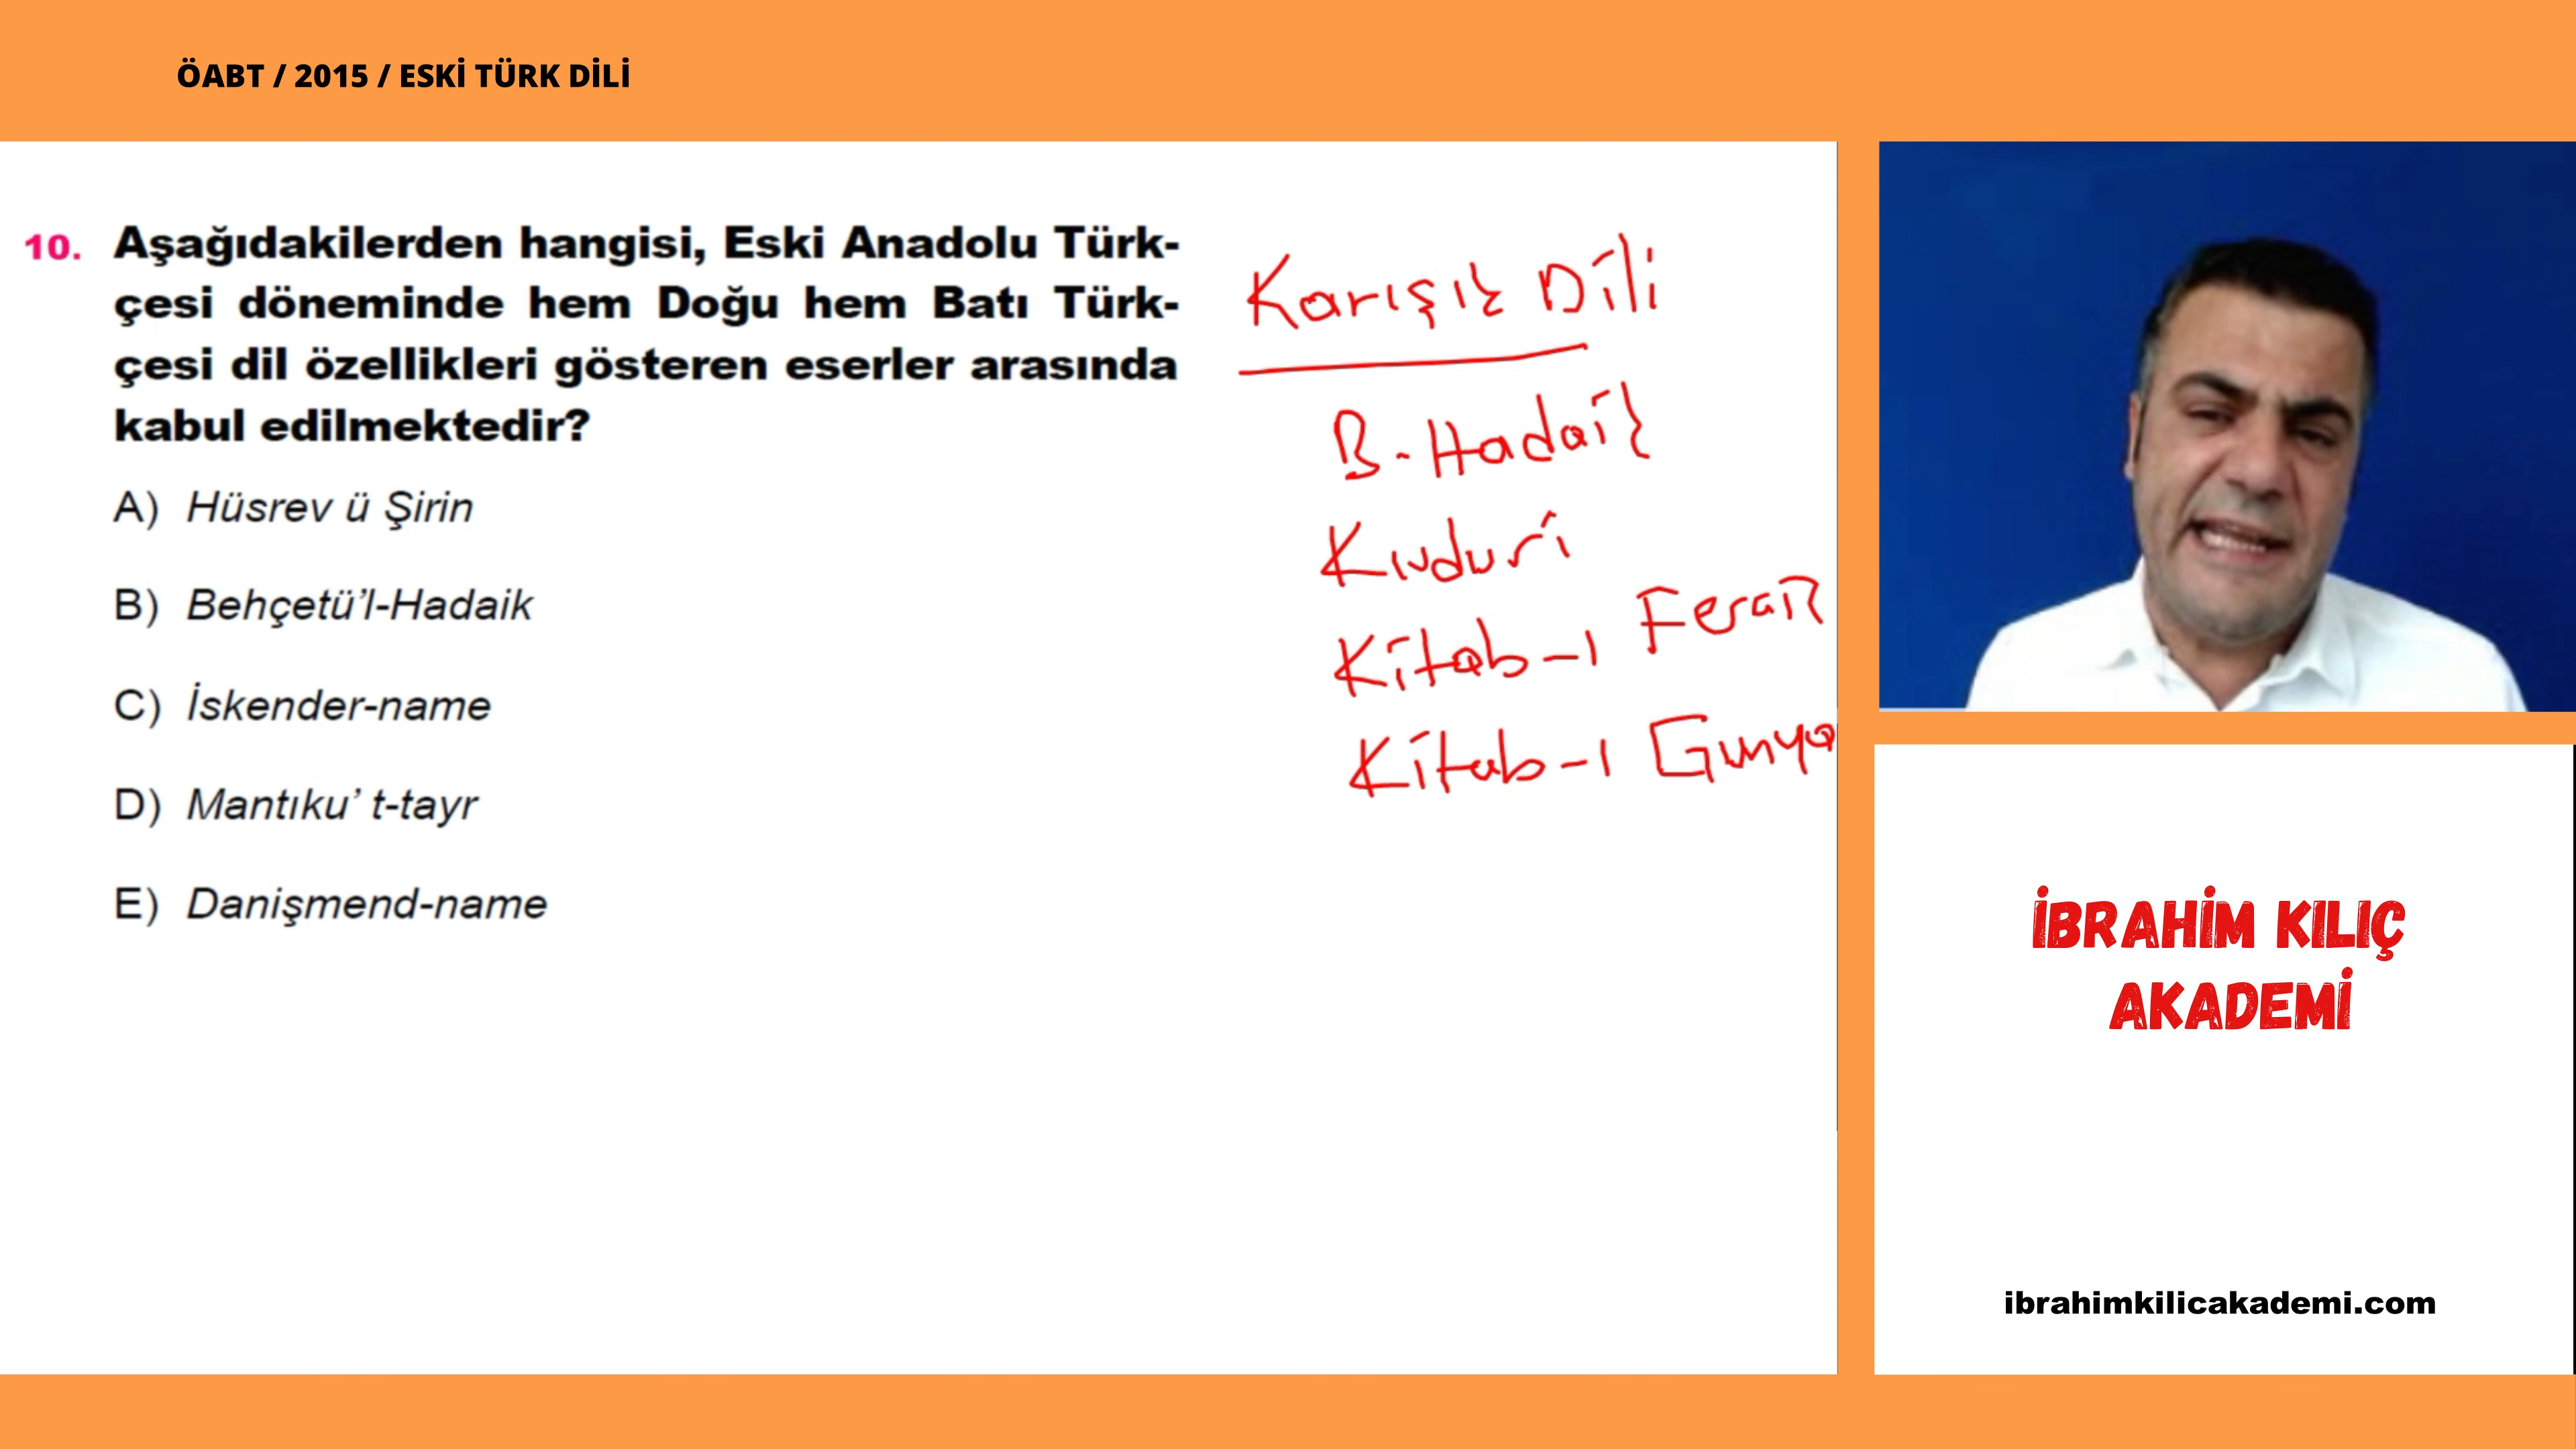 ÖABT / 2015 / ESKİ TÜRK DİLİ
10. Aşağıdakilerden hangisi, Eski Anadolu Türk-
çesi döneminde hem Doğu hem Batı Türk-
çesi dil özellikleri gösteren eserler arasında
kabul edilmektedir?
A) Hüsrev ü Şirin
B) Behçetü’l-Hadaik
C) İskender-name
D) Mantıku’ t-tayr
E) Danişmend-name
Karışık Dili
B-Hadaik
Kuduri
Kitab-ı Feraiz
Kitab-ı Gunya
İBRAHİM KILIÇ
AKADEMİ
ibrahimkilicakademi.com